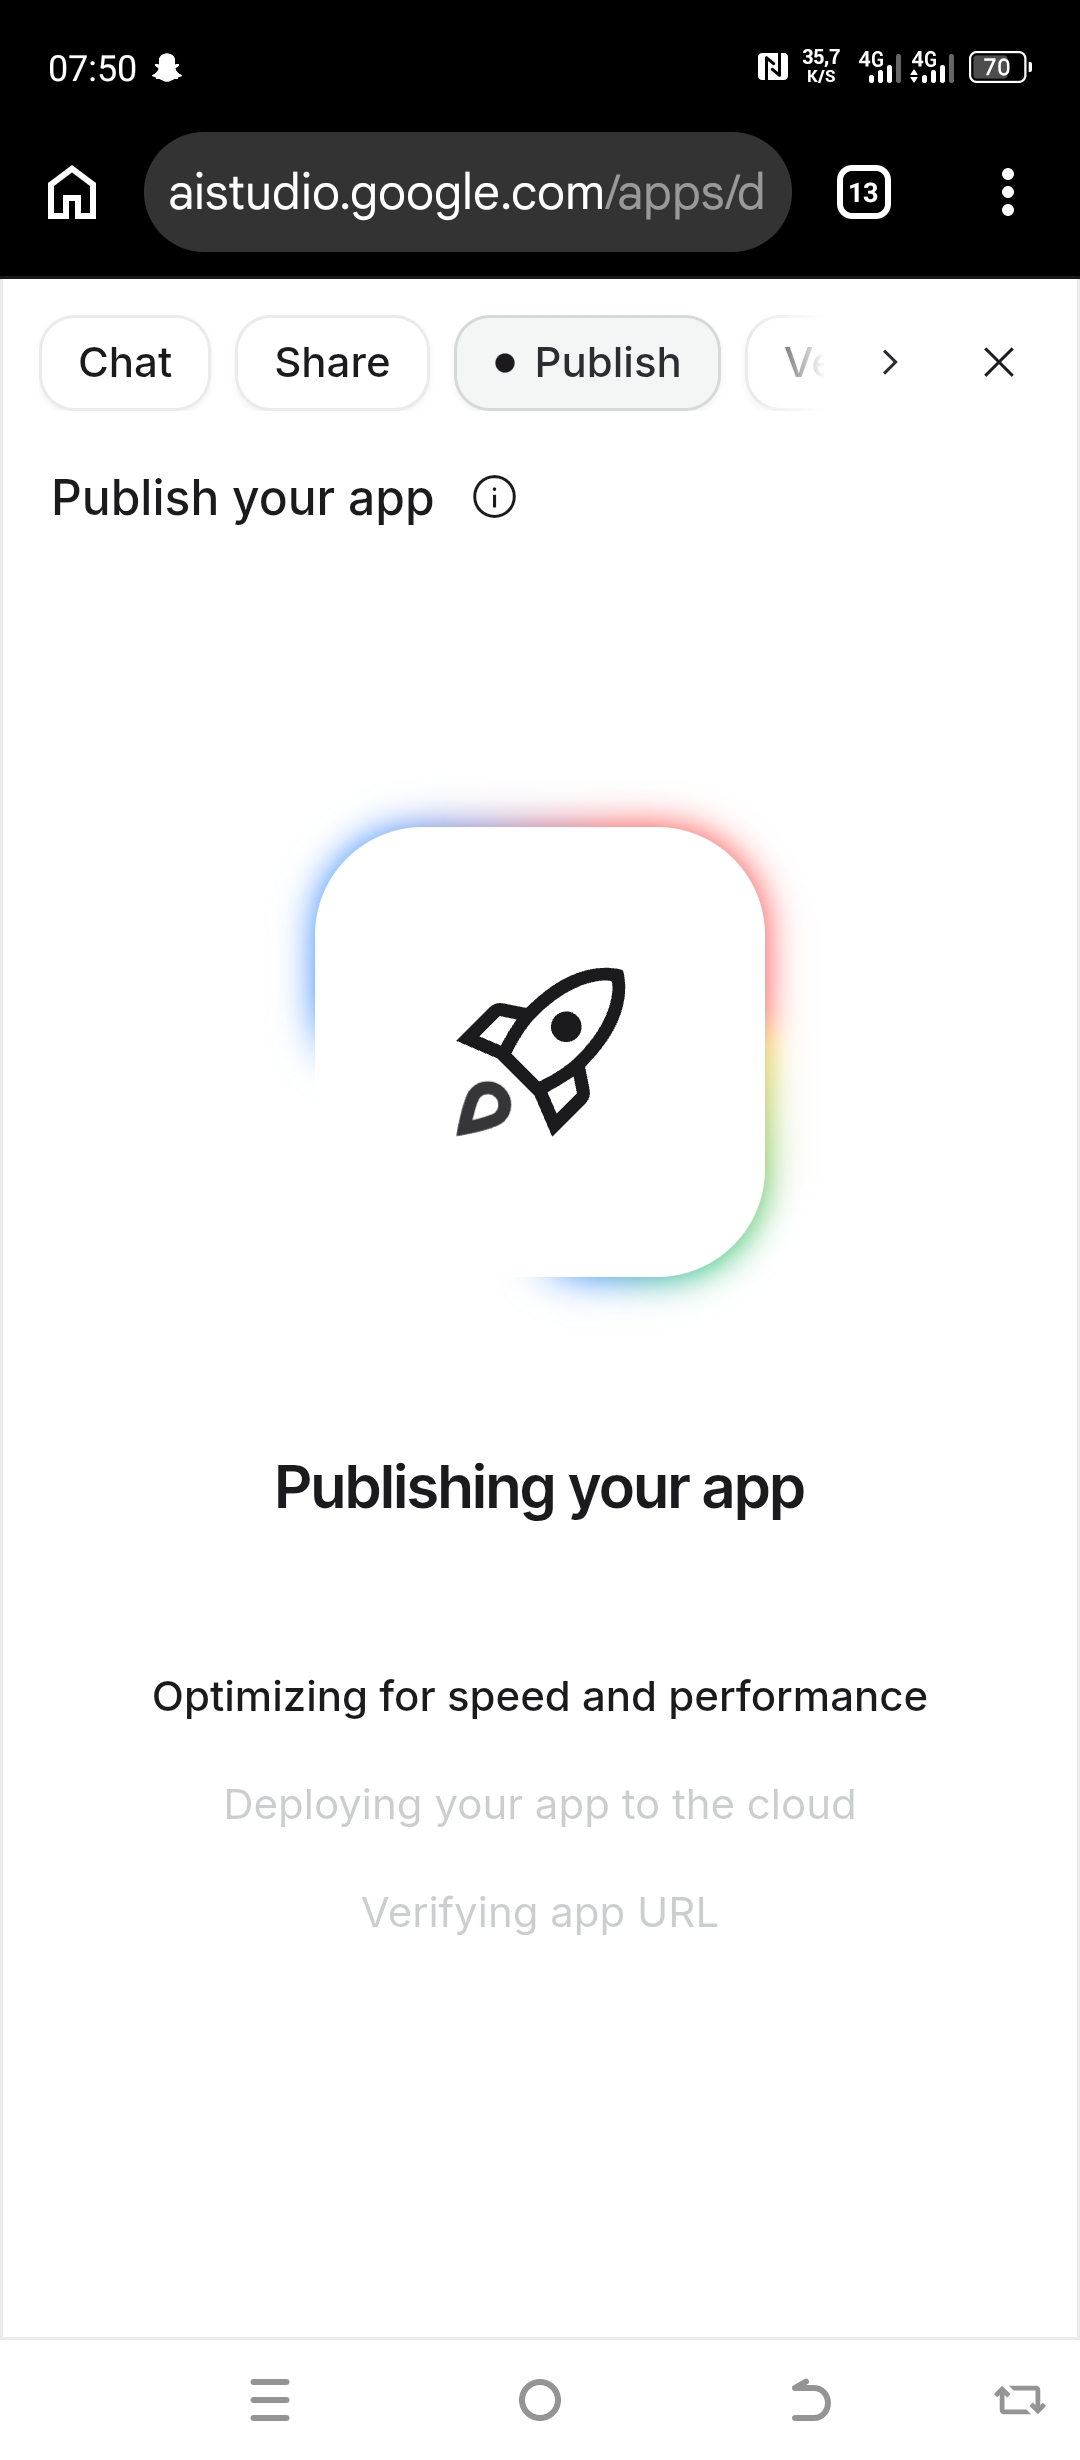 07:50
35,7
K/S
4G
4G
70
aistudio.google.com/apps/d
13
Chat
Share
Publish
Ve
Publish your app
Publishing your app
Optimizing for speed and performance
Deploying your app to the cloud
Verifying app URL